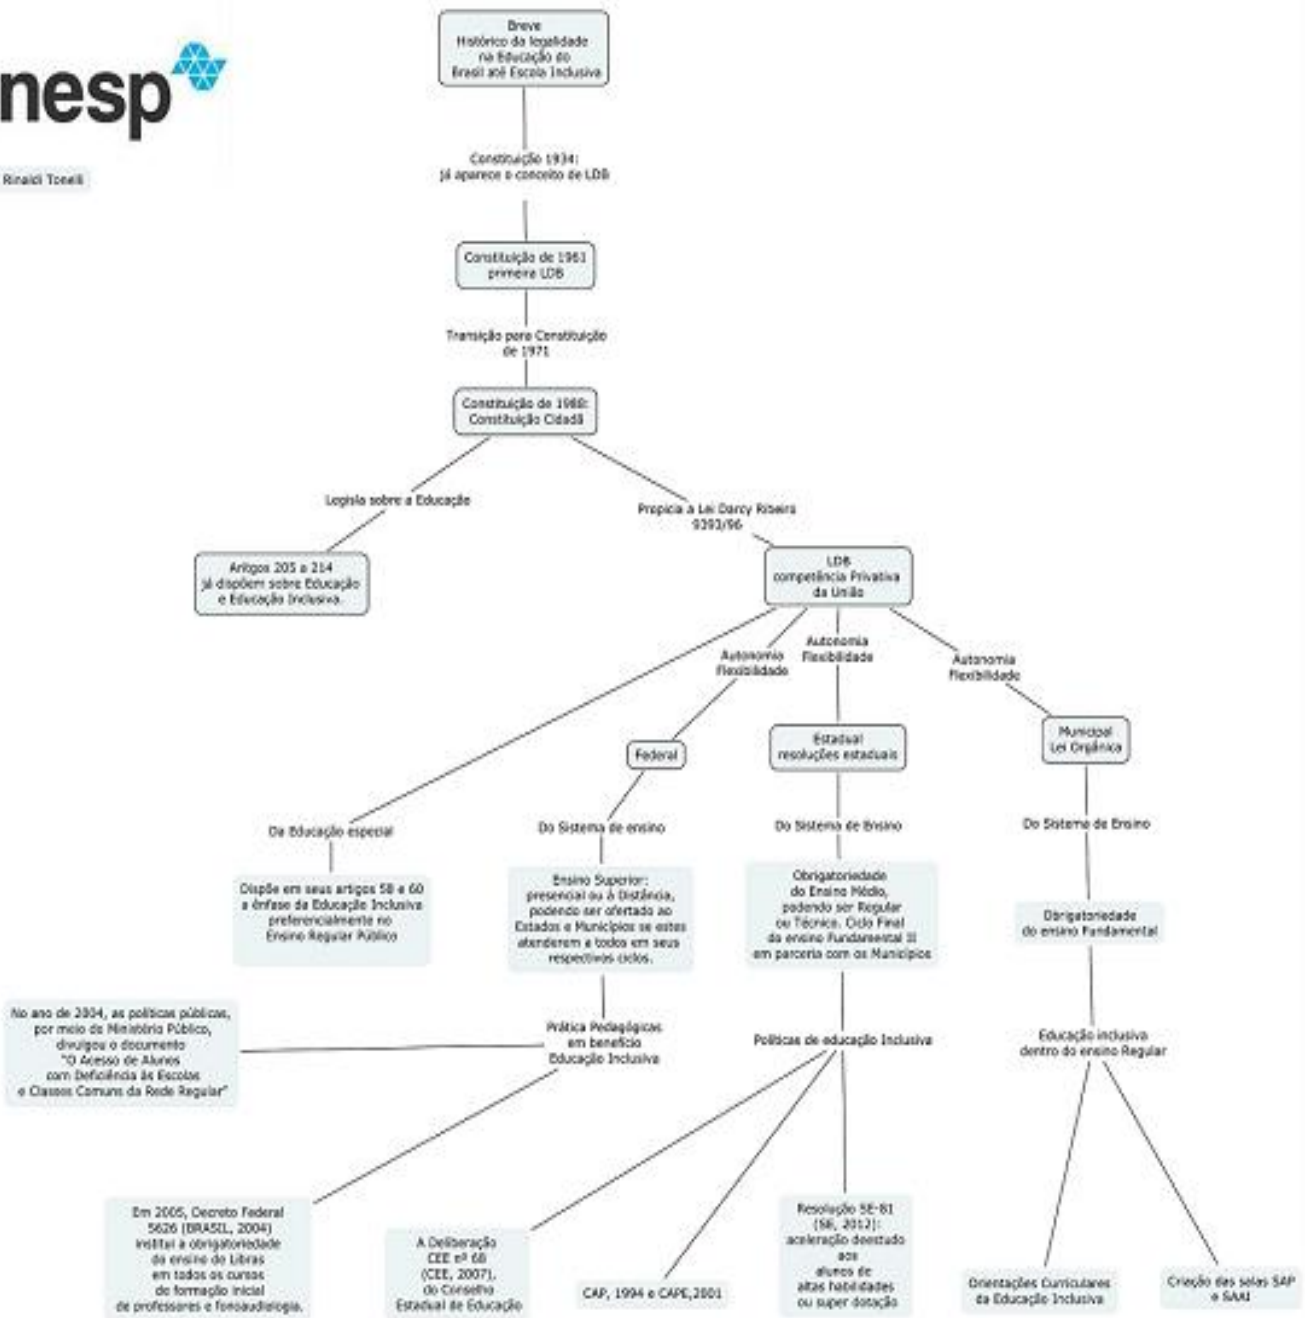 nesp
Rinaldi Tonelli
Breve
Histórico da legalidade
na Educação do
Brasil até Escola Inclusiva
Constituição 1934:
já aparece o conceito de LDB
Constituição de 1961
primeira LDB
Transição para Constituição
de 1971
Constituição de 1988:
Constituição Cidadã
Legisla sobre a Educação
Propicia a Lei Darcy Ribeiro
9393/96
Aritgos 205 a 214
já dispõem sobre Educação
e Educação Inclusiva.
LDB
competência Privativa
da União
Autonomia
Flexibilidade
Autonomia
Flexibilidade
Autonomia
Flexibilidade
Federal
Estadual
resoluções estaduais
Municipal
Lei Orgânica
Da Educação especial
Do Sistema de ensino
Do Sistema de Ensino
Do Sistema de Ensino
Dispõe em seus artigos 58 e 60
a ênfase da Educação Inclusiva
preferencialmente no
Ensino Regular Público
Ensino Superior:
presencial ou à Distância,
podendo ser ofertado ao
Estados e Municípios se estes
atenderem a todos em seus
respectivos ciclos.
Obrigatoriedade
do Ensino Médio,
podendo ser Regular
ou Técnico. Ciclo Final
do ensino Fundamental II
em parceria com os Municípios
Obrigatoriedade
do ensino Fundamental
No ano de 2004, as políticas públicas,
por meio do Ministério Público,
divulgou o documento
"O Acesso de Alunos
com Deficiência às Escolas
e Classes Comuns da Rede Regular"
Prática Pedagógicas
em benefício
Educação Inclusiva
Políticas de educação Inclusiva
Educação inclusiva
dentro do ensino Regular
Em 2005, Decreto Federal
5626 (BRASIL, 2004)
institui a obrigatoriedade
do ensino de Libras
em todos os cursos
de formação inicial
de professores e fonoaudiologia.
A Deliberação
CEE nº 68
(CEE, 2007),
do Conselho
Estadual de Educação
CAP, 1994 e CAPE,2001
Resolução SE-81
(SE, 2012):
aceleração deestudo
aos
alunos de
altas habilidades
ou super dotação
Orientações Curriculares
da Educação Inclusiva
Criação das salas SAP
e SAAI